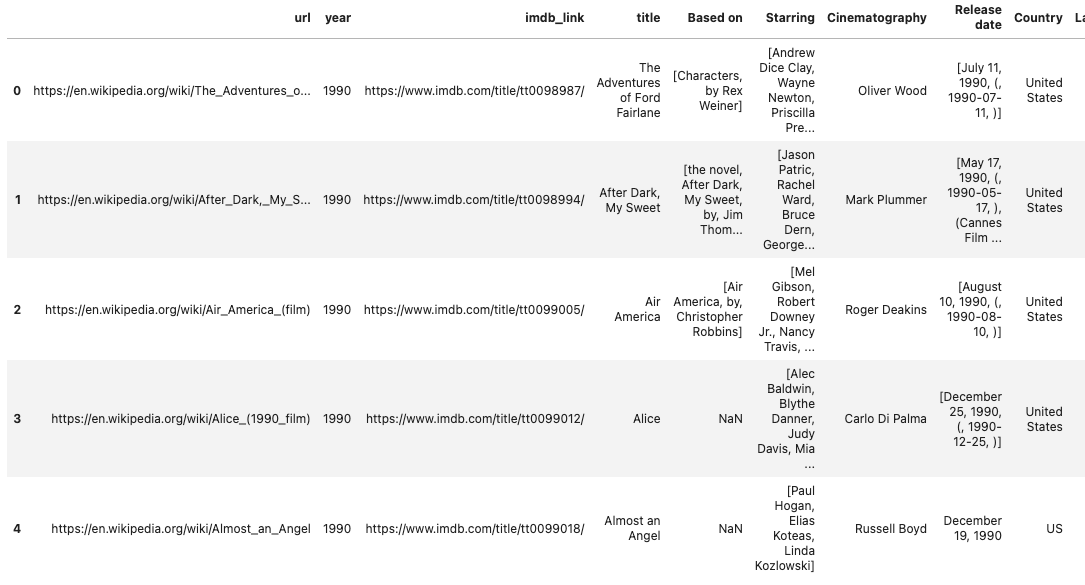 url year imdb_link title Based on Starring Cinematography Release date Country La
0 https://en.wikipedia.org/wiki/The_Adventures_o... 1990 https://www.imdb.com/title/tt0098987/ The Adventures of Ford Fairlane [Characters, by Rex Weiner] [Andrew Dice Clay, Wayne Newton, Priscilla Pre... Oliver Wood [July 11, 1990, (, 1990-07-11, )] United States
1 https://en.wikipedia.org/wiki/After_Dark,_My_S... 1990 https://www.imdb.com/title/tt0098994/ After Dark, My Sweet [the novel, After Dark, My Sweet, by, Jim Thom... [Jason Patric, Rachel Ward, Bruce Dern, George... Mark Plummer [May 17, 1990, (, 1990-05-17, ), (Cannes Film ... United States
2 https://en.wikipedia.org/wiki/Air_America_(film) 1990 https://www.imdb.com/title/tt0099005/ Air America [Air America, by, Christopher Robbins] [Mel Gibson, Robert Downey Jr., Nancy Travis, ... Roger Deakins [August 10, 1990, (, 1990-08-10, )] United States
3 https://en.wikipedia.org/wiki/Alice_(1990_film) 1990 https://www.imdb.com/title/tt0099012/ Alice NaN [Alec Baldwin, Blythe Danner, Judy Davis, Mia ... Carlo Di Palma [December 25, 1990, (, 1990-12-25, )] United States
4 https://en.wikipedia.org/wiki/Almost_an_Angel 1990 https://www.imdb.com/title/tt0099018/ Almost an Angel NaN [Paul Hogan, Elias Koteas, Linda Kozlowski] Russell Boyd December 19, 1990 US